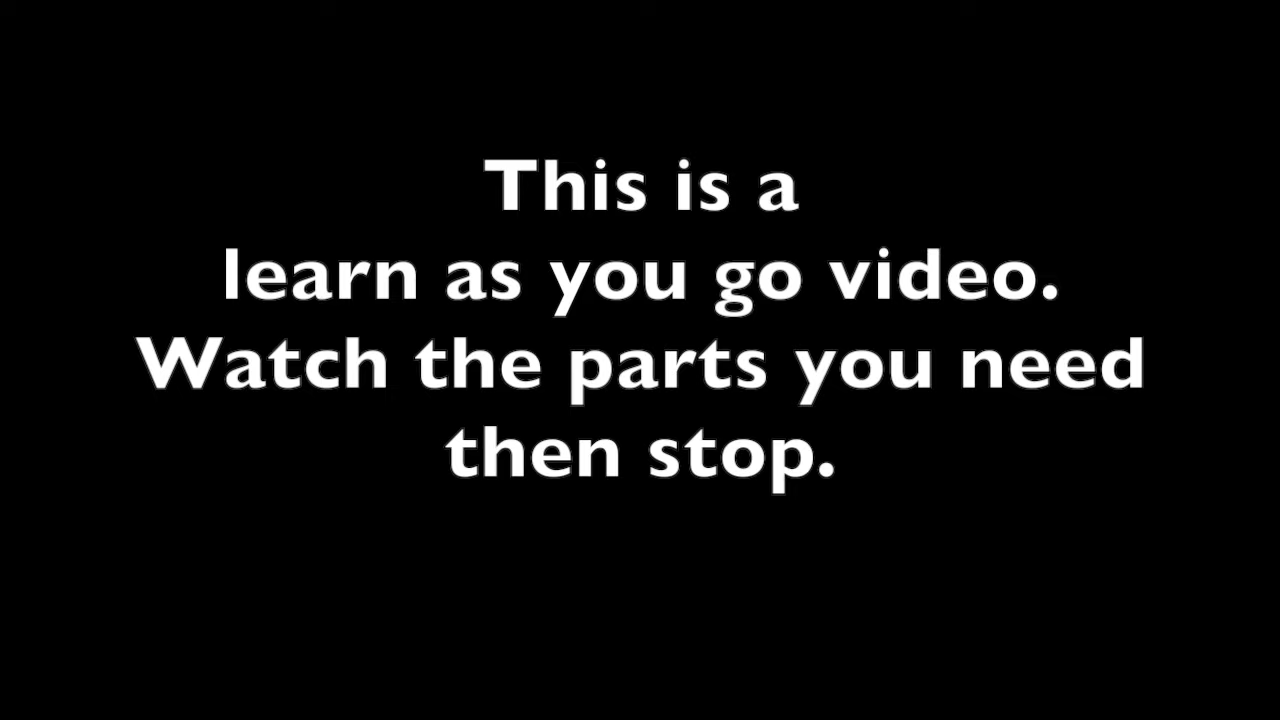 This is a
learn as you go video.
Watch the parts you need
then stop.